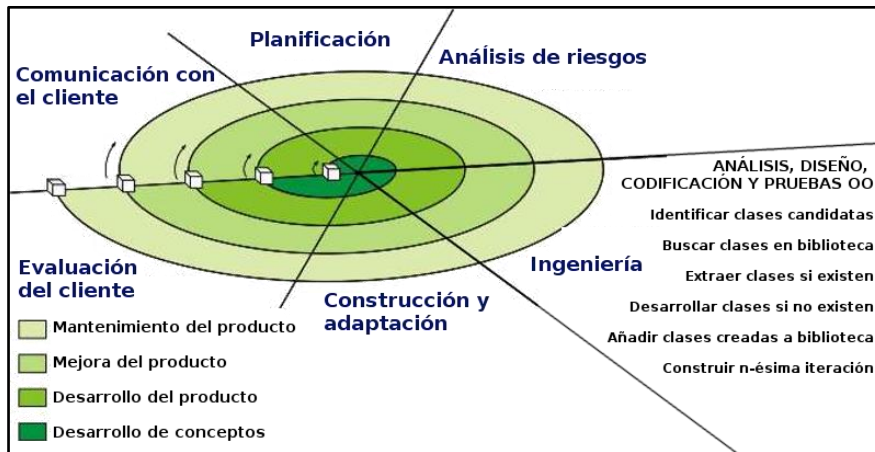 Planificación
Análisis de riesgos
Comunicación con
el cliente
ANÁLISIS, DISEÑO,
CODIFICACIÓN Y PRUEBAS OO
Identificar clases candidatas
Buscar clases en biblioteca
Extraer clases si existen
Desarrollar clases si no existen
Añadir clases creadas a biblioteca
Construir n-ésima iteración
Ingeniería
Construcción y
adaptación
Evaluación
del cliente
Mantenimiento del producto
Mejora del producto
Desarrollo del producto
Desarrollo de conceptos